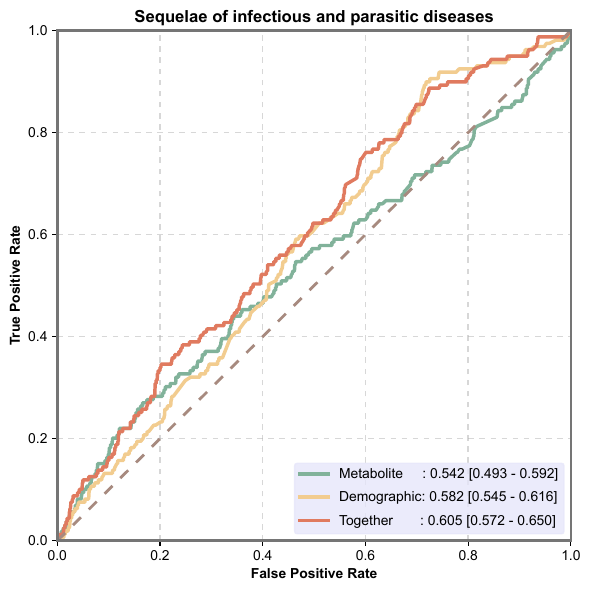 Sequelae of infectious and parasitic diseases
1.0
0.8
0.6
0.4
0.2
0.0
True Positive Rate
Metabolite : 0.542 [0.493 - 0.592]
Demographic: 0.582 [0.545 - 0.616]
Together : 0.605 [0.572 - 0.650]
0.0 0.2 0.4 0.6 0.8 1.0
False Positive Rate